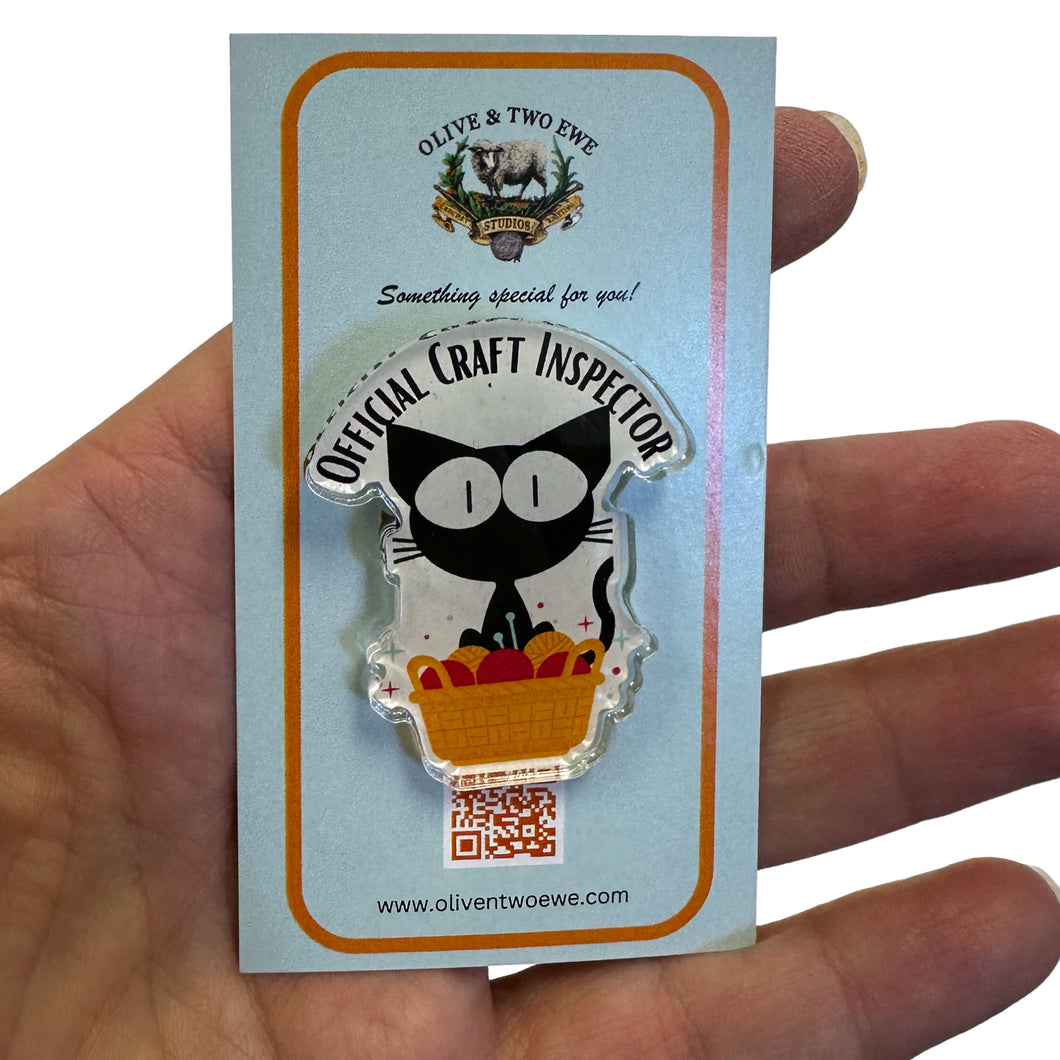 OLIVE & TWO EWE
STUDIOS
Something special for you!
OFFICIAL CRAFT INSPECTOR
www.oliventwoewe.com